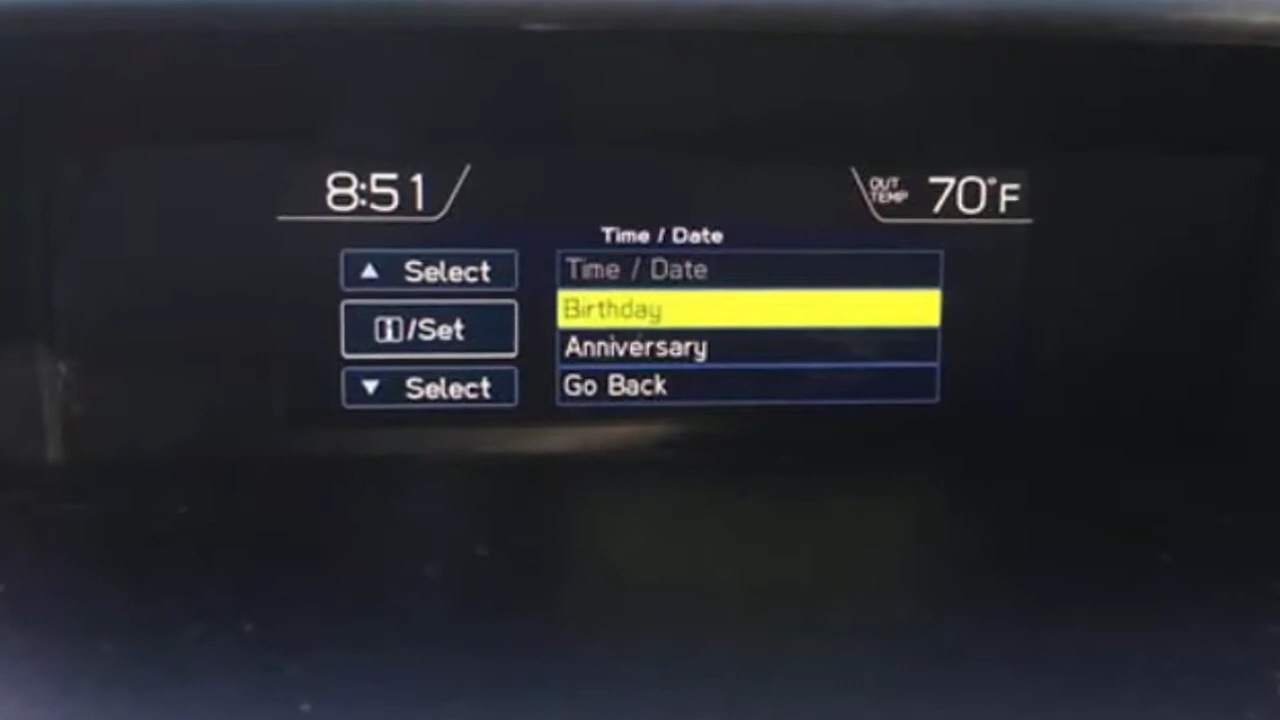 8:51
OUT TEMP 70°F
Time / Date
▲ Select
i/Set
▼ Select
Time / Date
Birthday
Anniversary
Go Back